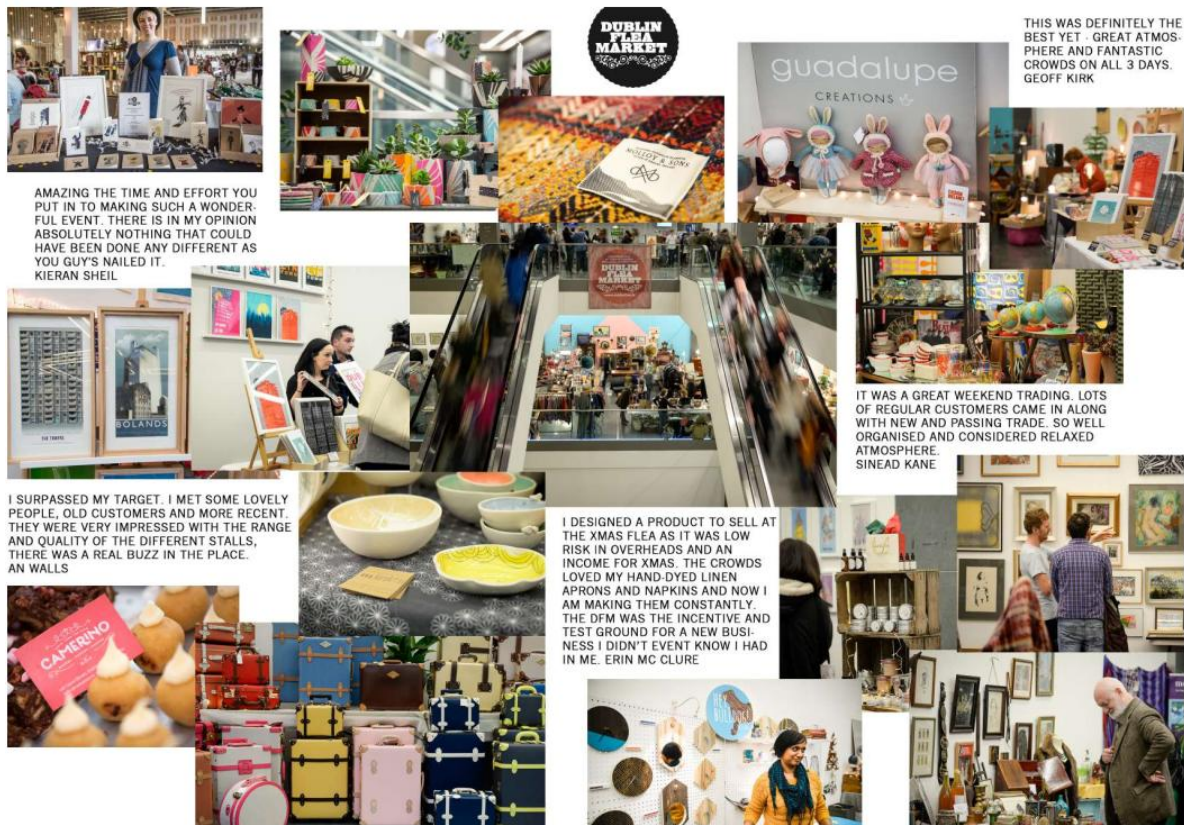 DUBLIN
FLEA
MARKET
THIS WAS DEFINITELY THE
BEST YET - GREAT ATMOS-
PHERE AND FANTASTIC
CROWDS ON ALL 3 DAYS.
GEOFF KIRK
guadalupe
CREATIONS
MOLLOY & SONS
AMAZING THE TIME AND EFFORT YOU
PUT IN TO MAKING SUCH A WONDER-
FUL EVENT. THERE IS IN MY OPINION
ABSOLUTELY NOTHING THAT COULD
HAVE BEEN DONE ANY DIFFERENT AS
YOU GUY'S NAILED IT.
KIERAN SHEIL
DUBLIN
FLEA
MARKET
BOLANDS
IT WAS A GREAT WEEKEND TRADING. LOTS
OF REGULAR CUSTOMERS CAME IN ALONG
WITH NEW AND PASSING TRADE. SO WELL
ORGANISED AND CONSIDERED RELAXED
ATMOSPHERE.
SINEAD KANE
I SURPASSED MY TARGET. I MET SOME LOVELY
PEOPLE, OLD CUSTOMERS AND MORE RECENT.
THEY WERE VERY IMPRESSED WITH THE RANGE
AND QUALITY OF THE DIFFERENT STALLS,
THERE WAS A REAL BUZZ IN THE PLACE.
AN WALLS
I DESIGNED A PRODUCT TO SELL AT
THE XMAS FLEA AS IT WAS LOW
RISK IN OVERHEADS AND AN
INCOME FOR XMAS. THE CROWDS
LOVED MY HAND-DYED LINEN
APRONS AND NAPKINS AND NOW I
AM MAKING THEM CONSTANTLY.
THE DFM WAS THE INCENTIVE AND
TEST GROUND FOR A NEW BUSI-
NESS I DIDN'T EVENT KNOW I HAD
IN ME. ERIN MC CLURE
CAMERINO
HEY
BULLDOG!